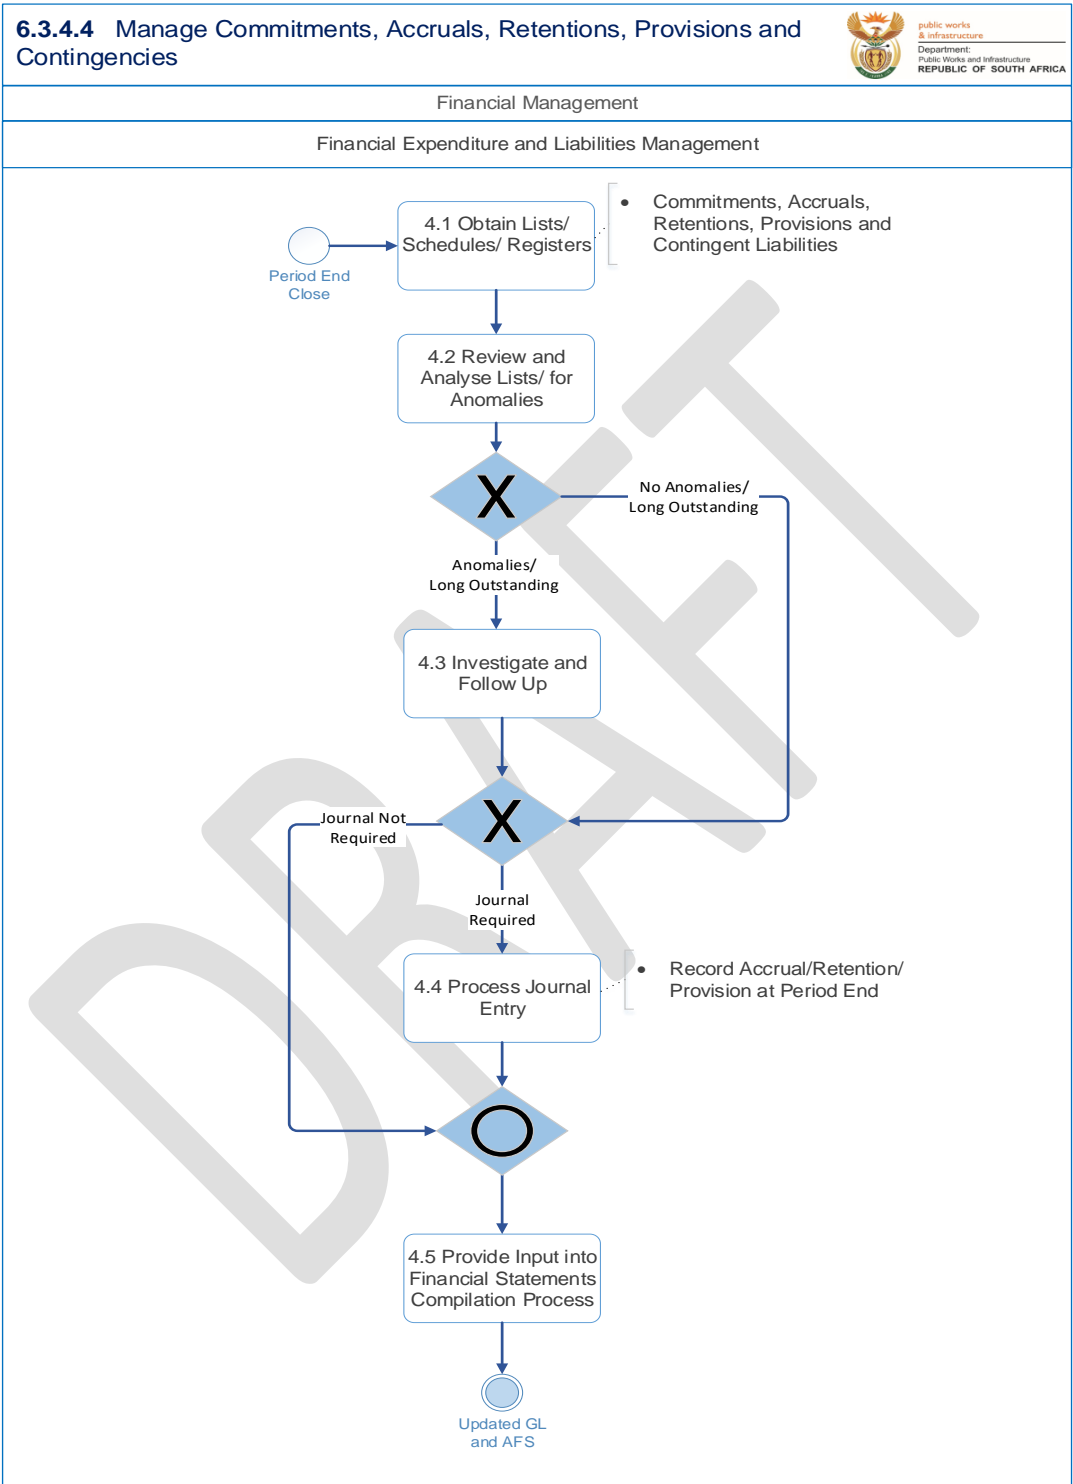 6.3.4.4 Manage Commitments, Accruals, Retentions, Provisions and
Contingencies
public works
& infrastructure
Department:
Public Works and Infrastructure
REPUBLIC OF SOUTH AFRICA
Financial Management
Financial Expenditure and Liabilities Management
Period End
Close
4.1 Obtain Lists/
Schedules/ Registers
• Commitments, Accruals,
Retentions, Provisions and
Contingent Liabilities
4.2 Review and
Analyse Lists/ for
Anomalies
X
No Anomalies/
Long Outstanding
Anomalies/
Long Outstanding
4.3 Investigate and
Follow Up
X
Journal Not
Required
Journal
Required
4.4 Process Journal
Entry
• Record Accrual/Retention/
Provision at Period End
4.5 Provide Input into
Financial Statements
Compilation Process
Updated GL
and AFS
DRAFT